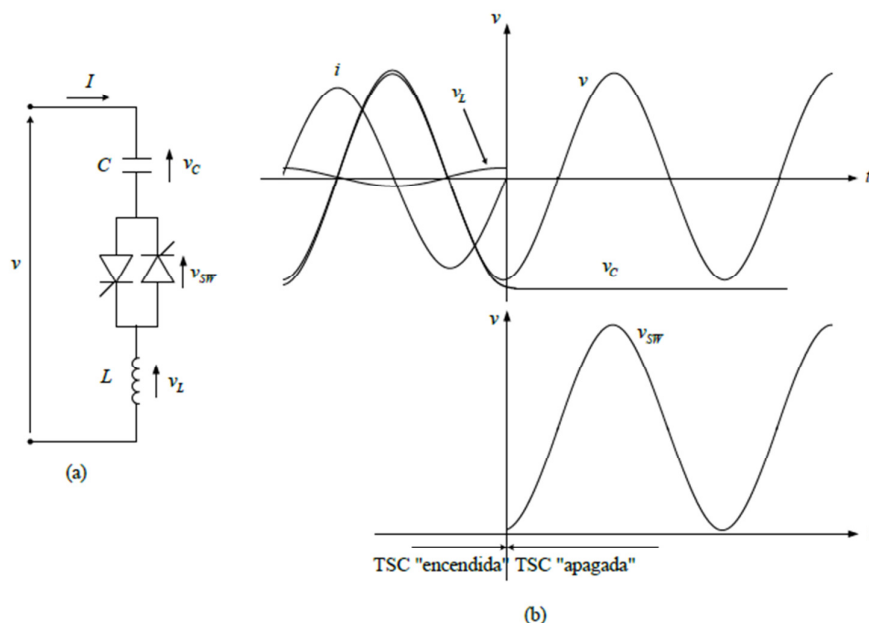 I
C
v_C
v
v_SW
L
v_L
(a)
v
i
v_L
v
t
v_C
v
v_SW
TSC "encendida" TSC "apagada"
(b)